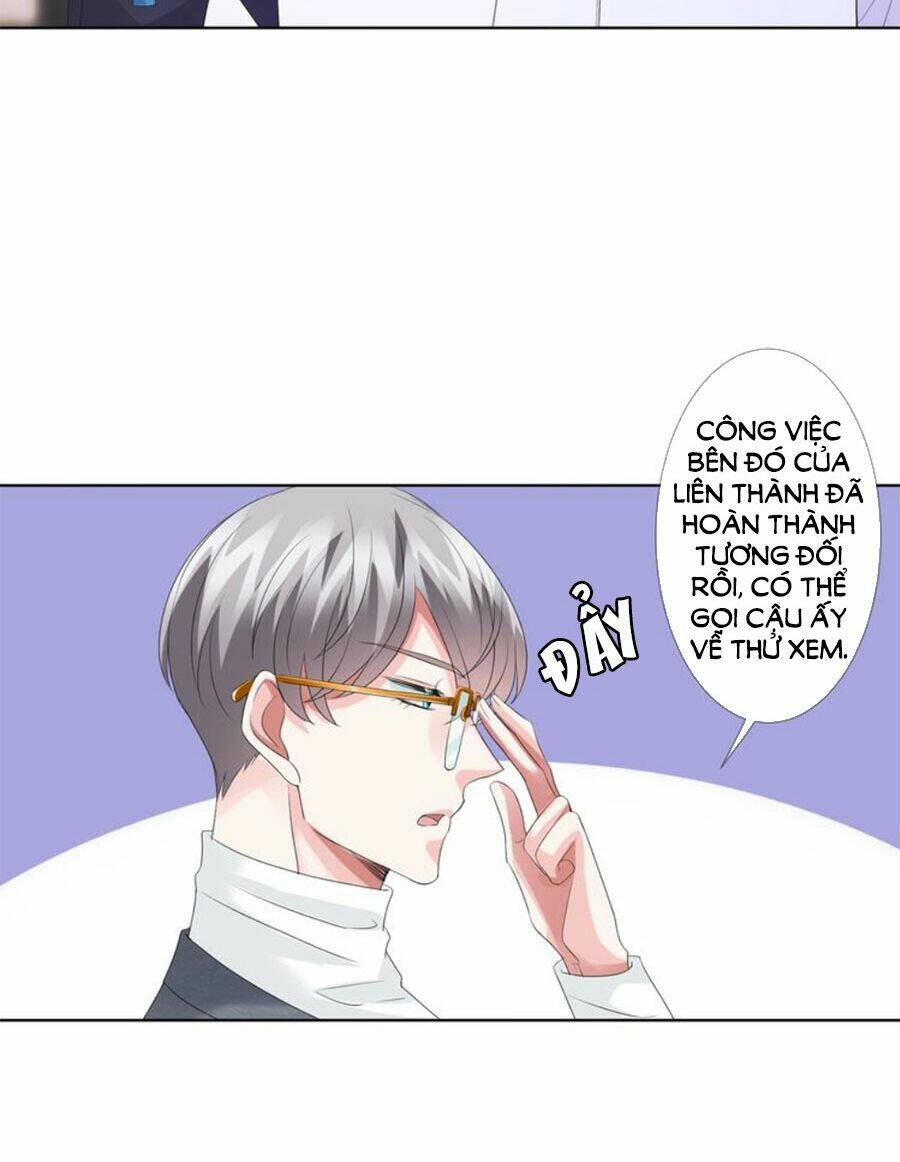 CÔNG VIỆC
BÊN ĐÓ CỦA
LIÊN THÀNH ĐÃ
HOÀN THÀNH
TƯƠNG ĐỐI
RỒI, CÓ THỂ
GỌI CẬU ẤY
VỀ THỬ XEM.
ĐẨY